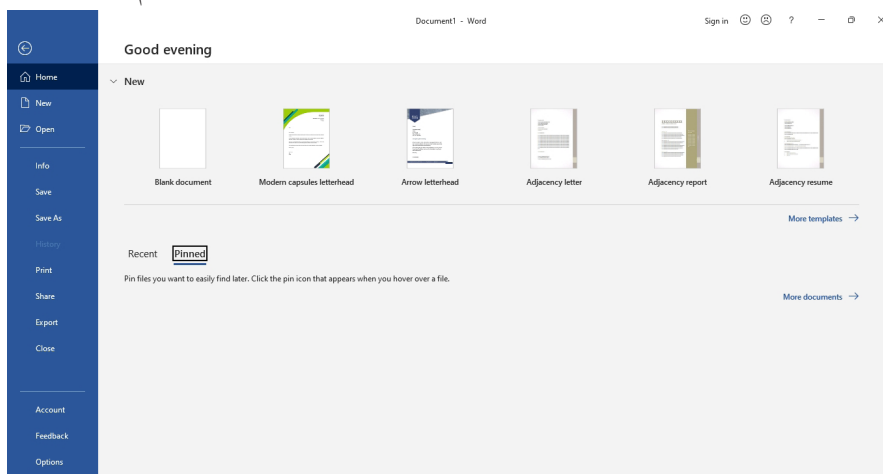 Document1 - Word
Sign in
?
Good evening
Home
New
Open
Info
Save
Save As
History
Print
Share
Export
Close
Account
Feedback
Options
New
Blank document
Modern capsules letterhead
Arrow letterhead
Adjacency letter
Adjacency report
Adjacency resume
More templates
Recent Pinned
Pin files you want to easily find later. Click the pin icon that appears when you hover over a file.
More documents